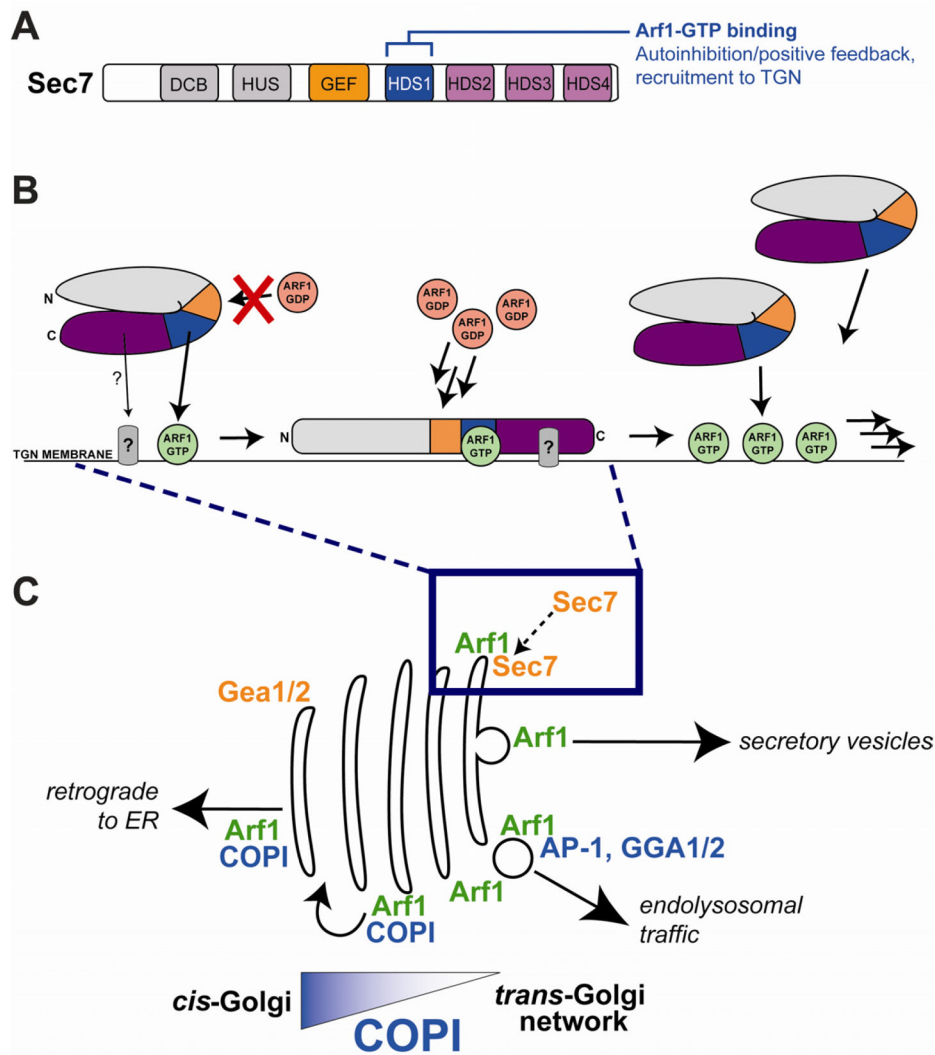 A
Arf1-GTP binding
Autoinhibition/positive feedback,
recruitment to TGN
Sec7
DCB
HUS
GEF
HDS1
HDS2
HDS3
HDS4
B
N
C
ARF1
GDP
?
?
ARF1
GTP
TGN MEMBRANE
ARF1
GDP
ARF1
GDP
ARF1
GDP
N
ARF1
GTP
?
C
ARF1
GTP
ARF1
GTP
ARF1
GTP
C
Sec7
Arf1
Sec7
Gea1/2
Arf1
secretory vesicles
retrograde
to ER
Arf1
COPI
Arf1
AP-1, GGA1/2
Arf1
Arf1
COPI
endolysosomal
traffic
cis-Golgi
trans-Golgi
network
COPI